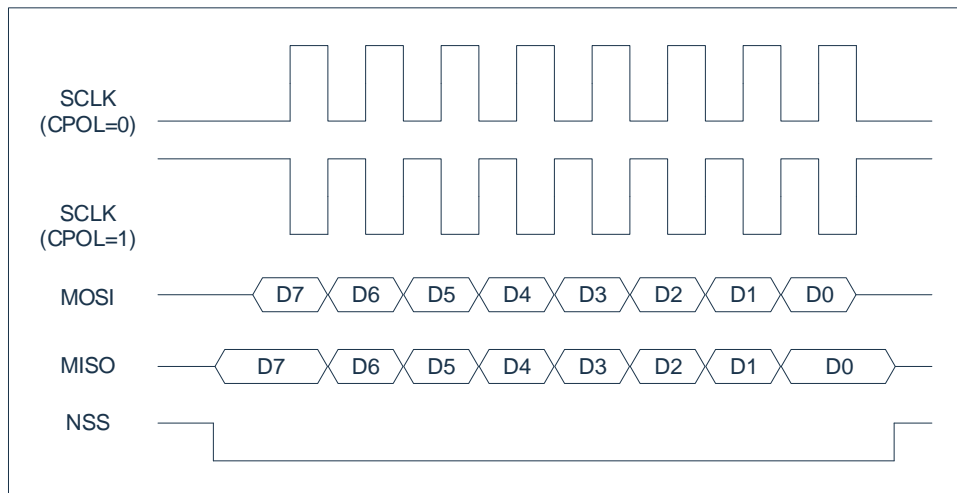 SCLK
(CPOL=0)
SCLK
(CPOL=1)
MOSI D7 D6 D5 D4 D3 D2 D1 D0
MISO D7 D6 D5 D4 D3 D2 D1 D0
NSS